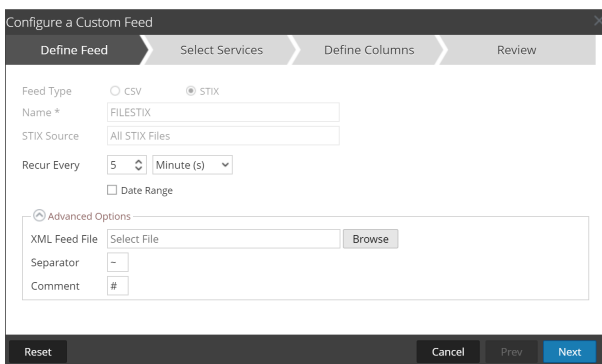 Configure a Custom Feed
Define Feed Select Services Define Columns Review
Feed Type CSV STIX
Name * FILESTIX
STIX Source All STIX Files
Recur Every 5 Minute (s)
Date Range
Advanced Options
XML Feed File Select File Browse
Separator ~
Comment #
Reset Cancel Prev Next